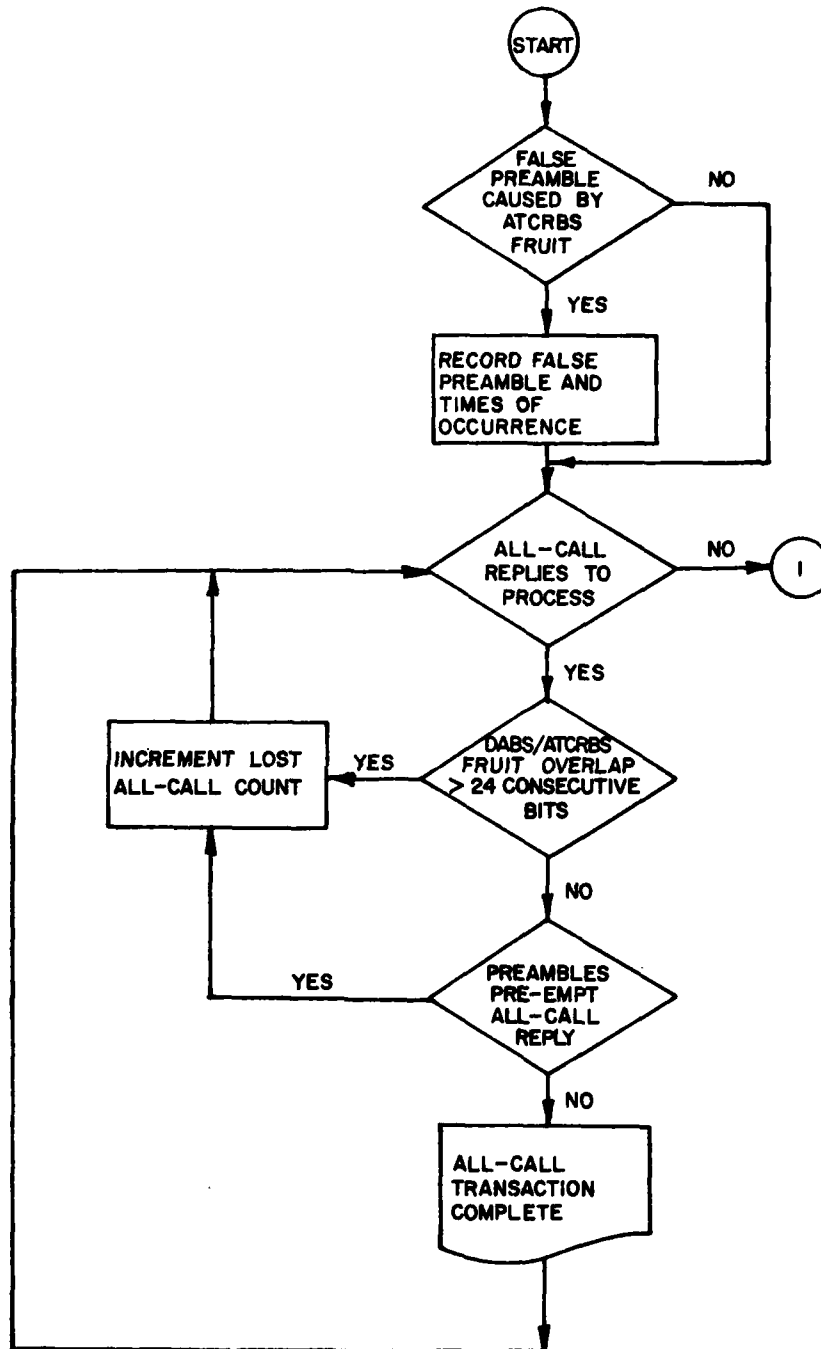 START
FALSE
PREAMBLE
CAUSED BY
ATCRBS
FRUIT
NO
YES
RECORD FALSE
PREAMBLE AND
TIMES OF
OCCURRENCE
ALL-CALL
REPLIES TO
PROCESS
NO
I
YES
INCREMENT LOST
ALL-CALL COUNT
YES
DABS/ATCRBS
FRUIT OVERLAP
> 24 CONSECUTIVE
BITS
NO
YES
PREAMBLES
PRE-EMPT
ALL-CALL
REPLY
NO
ALL-CALL
TRANSACTION
COMPLETE